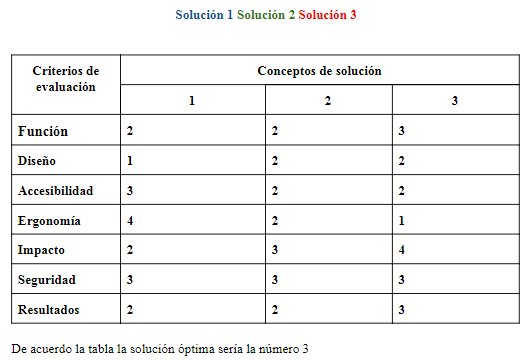 Solución 1 Solución 2 Solución 3
Criterios de evaluación Conceptos de solución
1 2 3
Función 2 2 3
Diseño 1 2 2
Accesibilidad 3 2 2
Ergonomía 4 2 1
Impacto 2 3 4
Seguridad 3 3 3
Resultados 2 2 3
De acuerdo la tabla la solución óptima sería la número 3